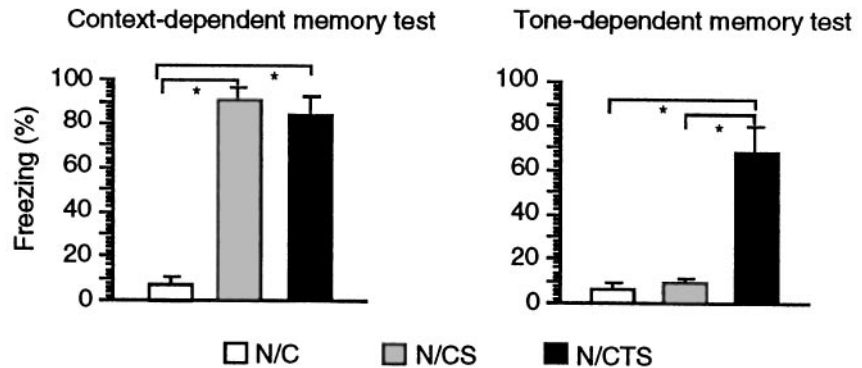 Context-dependent memory test
Tone-dependent memory test
Freezing (%)
100
80
60
40
20
0
*
*
100
80
60
40
20
0
*
*
N/C
N/CS
N/CTS